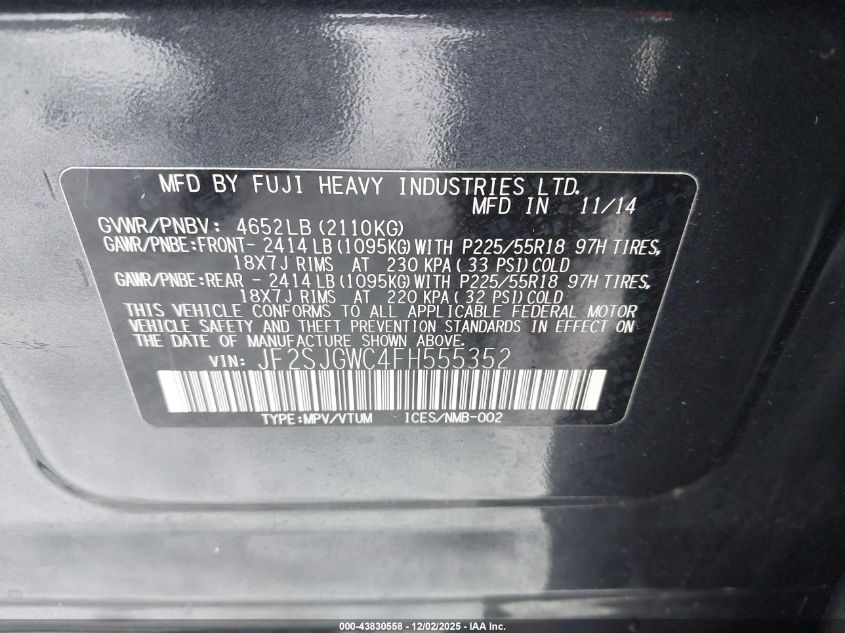 MFD BY FUJI HEAVY INDUSTRIES LTD.
MFD IN 11/14
GVWR/PNBV: 4652LB (2110KG)
GAWR/PNBE:FRONT- 2414 LB (1095KG) WITH P225/55R18 97H TIRES,
18X7J RIMS AT 230 KPA ( 33 PSI) COLD
GAWR/PNBE:REAR - 2414 LB (1095KG) WITH P225/55R18 97H TIRES,
18X7J RIMS AT 220 KPA ( 32 PSI) COLD
THIS VEHICLE CONFORMS TO ALL APPLICABLE FEDERAL MOTOR
VEHICLE SAFETY AND THEFT PREVENTION STANDARDS IN EFFECT ON
THE DATE OF MANUFACTURE SHOWN ABOVE.
VIN: JF2SJGWC4FH555352
TYPE:MPV/VTUM ICES/NMB-002
000-43830558 - 12/02/2025 - IAA Inc.